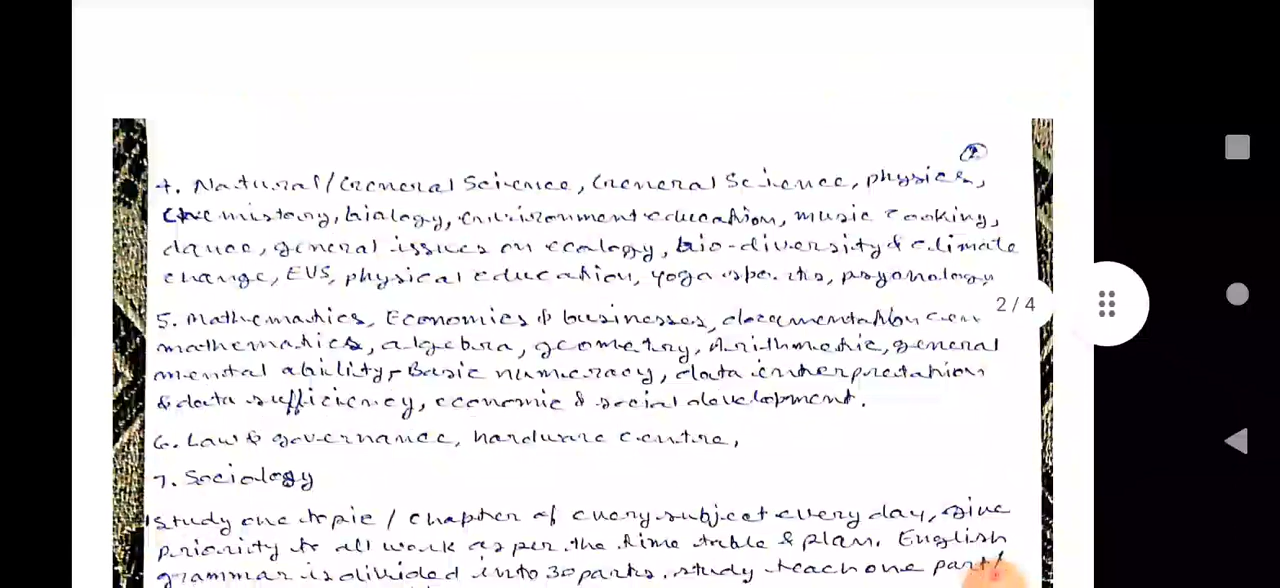 2
4. Natural/General Science, General Science, physics,
chemistry, biology, environment education, music cooking,
dance, general issues on ecology, bio-diversity & climate
change, EVS, physical education, yoga
2/4
5. Mathematics, Economics & businesses, documentation
mathematics, algebra, geometry, Arithmetic, general
mental ability, Basic numeracy, data interpretation
& data sufficiency, economic & social development.
6. Law & governance, hardware centre,
7. Sociology
Study one topic / chapter of every subject every day, give
priority to all work as per the time table & plan. English
grammar is divided into 30 parts. study